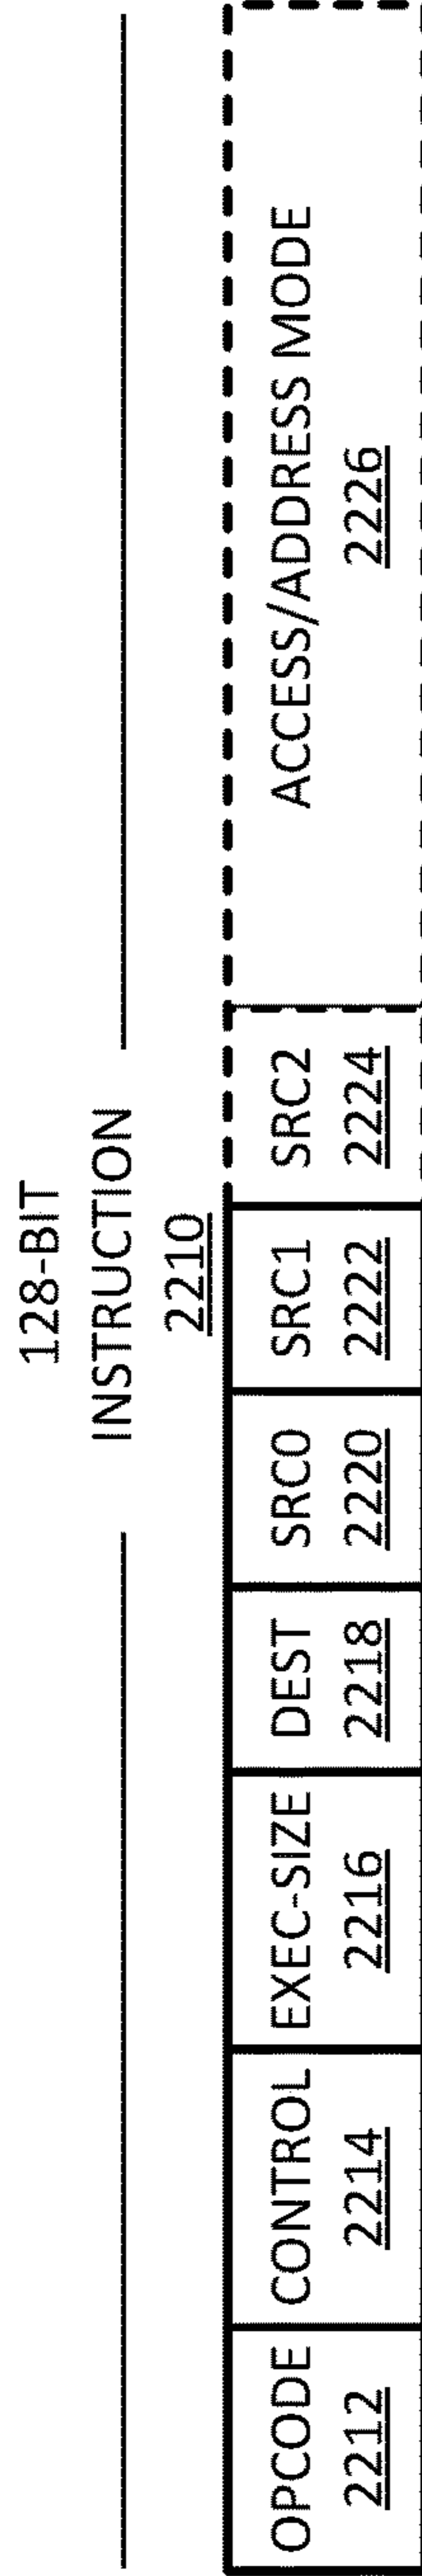 128-BIT
INSTRUCTION
2210
OPCODE
2212
CONTROL
2214
EXEC-SIZE
2216
DEST
2218
SRC0
2220
SRC1
2222
SRC2
2224
ACCESS/ADDRESS MODE
2226